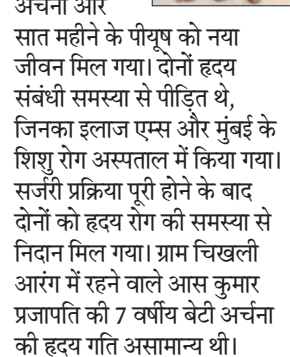 अर्चना और
सात महीने के पीयूष को नया
जीवन मिल गया। दोनों हृदय
संबंधी समस्या से पीड़ित थे,
जिनका इलाज एम्स और मुंबई के
शिशु रोग अस्पताल में किया गया।
सर्जरी प्रक्रिया पूरी होने के बाद
दोनों को हृदय रोग की समस्या से
निदान मिल गया। ग्राम चिखली
आरंग में रहने वाले आस कुमार
प्रजापति की 7 वर्षीय बेटी अर्चना
की हृदय गति असामान्य थी।